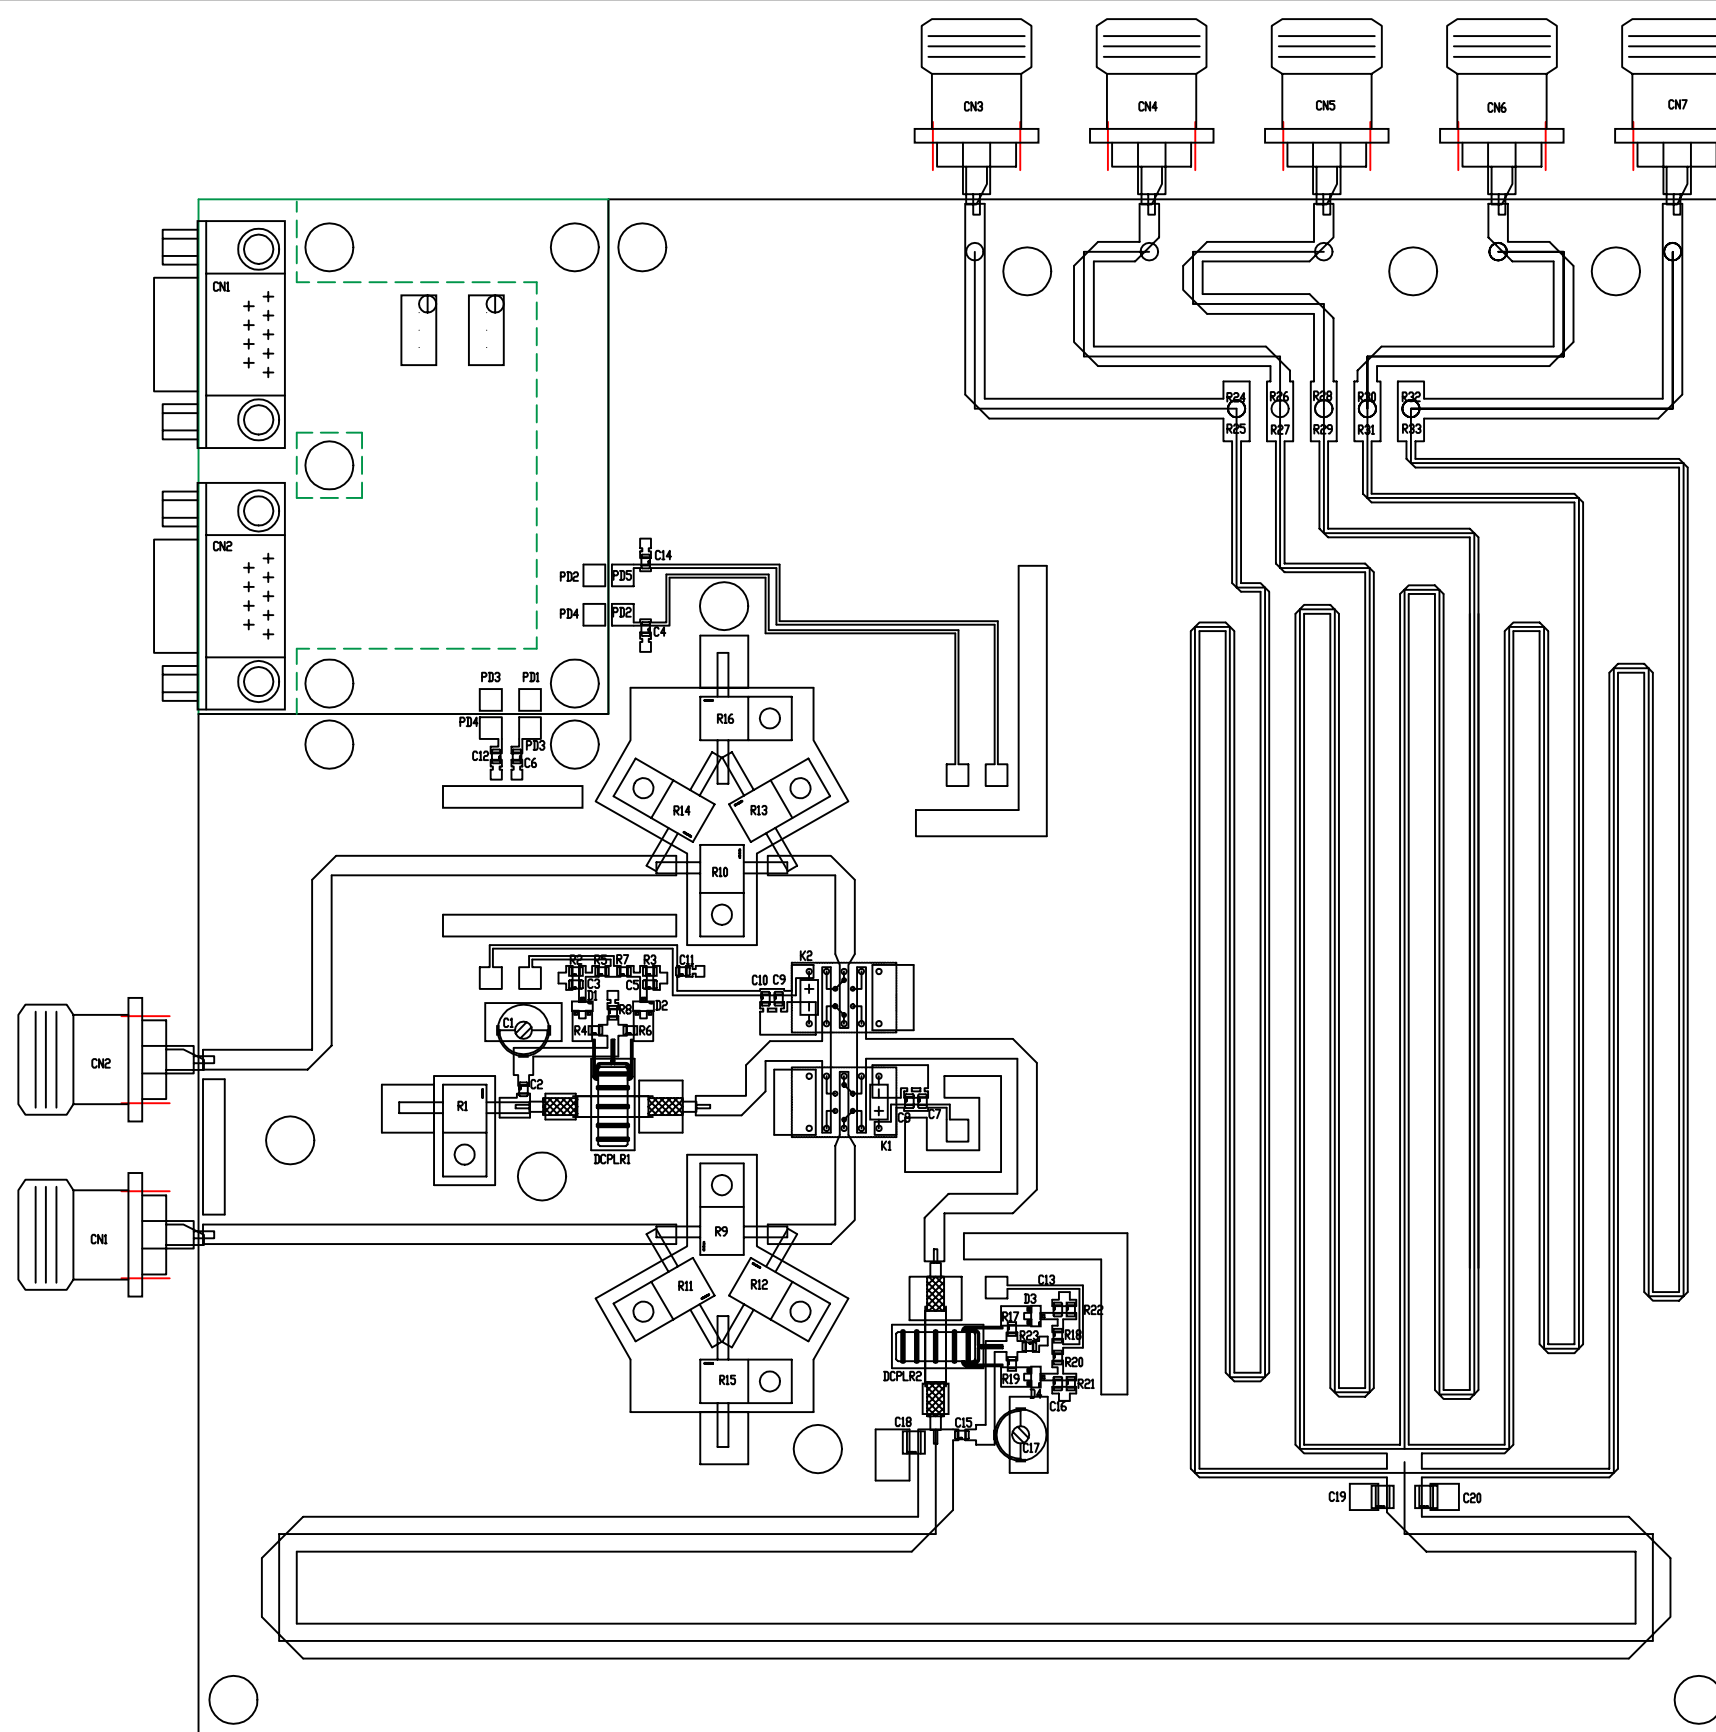 CN3 CN4 CN5 CN6 CN7
CN1
R24 R26 R28 R30 R32
R25 R27 R29 R31 R33
CN2
C14
PD2 PD5
PD4 PD2
C4
PD3 PD1
PD4
PD3
C12 C6
R16
R14 R13
R10
K2
R2 R5 R7 R3 C11
C3 C5
C10 C9
D1 D2
C1 R8
R4 R6
CN2
C2
R1
C8 C7
K1
DCPLR1
CN1
R9
R11 R12
C13
D3
R17 R22
R23 R18
R20
DCPLR2 R19 R21
R15
D4
C16
C18 C15
C17
C19 C20